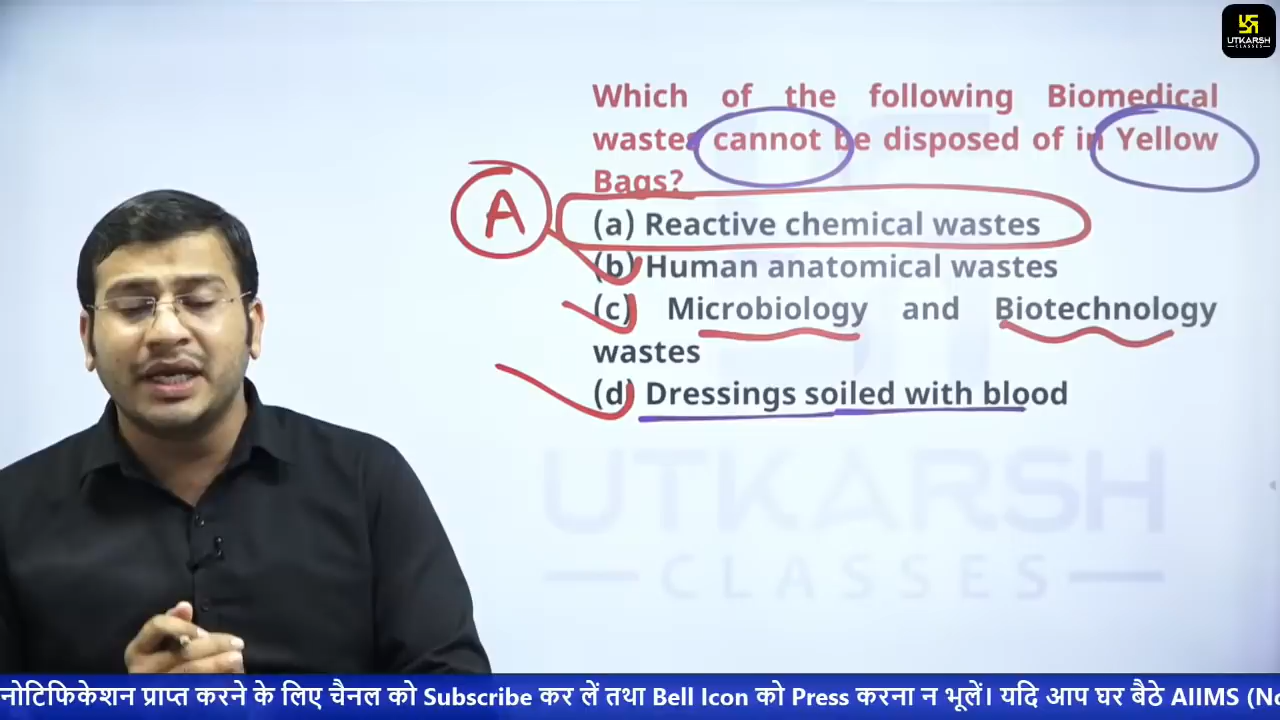 UTKARSH
CLASSES
Which of the following Biomedical
wastes cannot be disposed of in Yellow
Bags?
A
(a) Reactive chemical wastes
(b) Human anatomical wastes
(c) Microbiology and Biotechnology
wastes
(d) Dressings soiled with blood
UTKARSH
CLASSES
नोटिफिकेशन प्राप्त करने के लिए चैनल को Subscribe कर लें तथा Bell Icon को Press करना न भूलें। यदि आप घर बैठे AIIMS